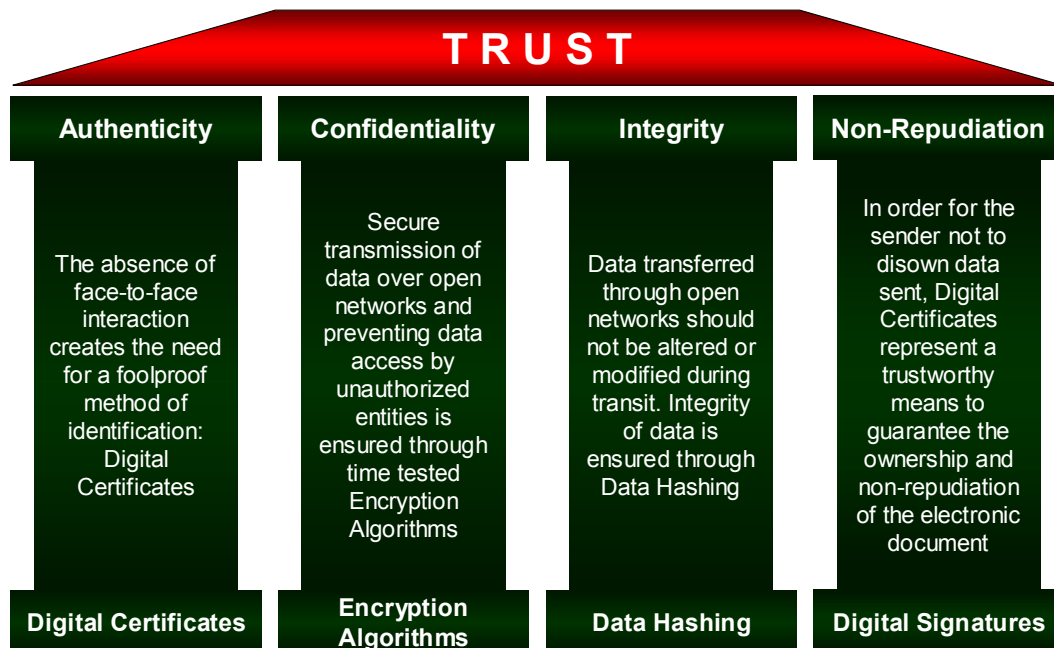 T R U S T
Authenticity
The absence of
face-to-face
interaction
creates the need
for a foolproof
method of
identification:
Digital
Certificates
Digital Certificates
Confidentiality
Secure
transmission of
data over open
networks and
preventing data
access by
unauthorized
entities is
ensured through
time tested
Encryption
Algorithms
Encryption
Algorithms
Integrity
Data transferred
through open
networks should
not be altered or
modified during
transit. Integrity
of data is
ensured through
Data Hashing
Data Hashing
Non-Repudiation
In order for the
sender not to
disown data
sent, Digital
Certificates
represent a
trustworthy
means to
guarantee the
ownership and
non-repudiation
of the electronic
document
Digital Signatures